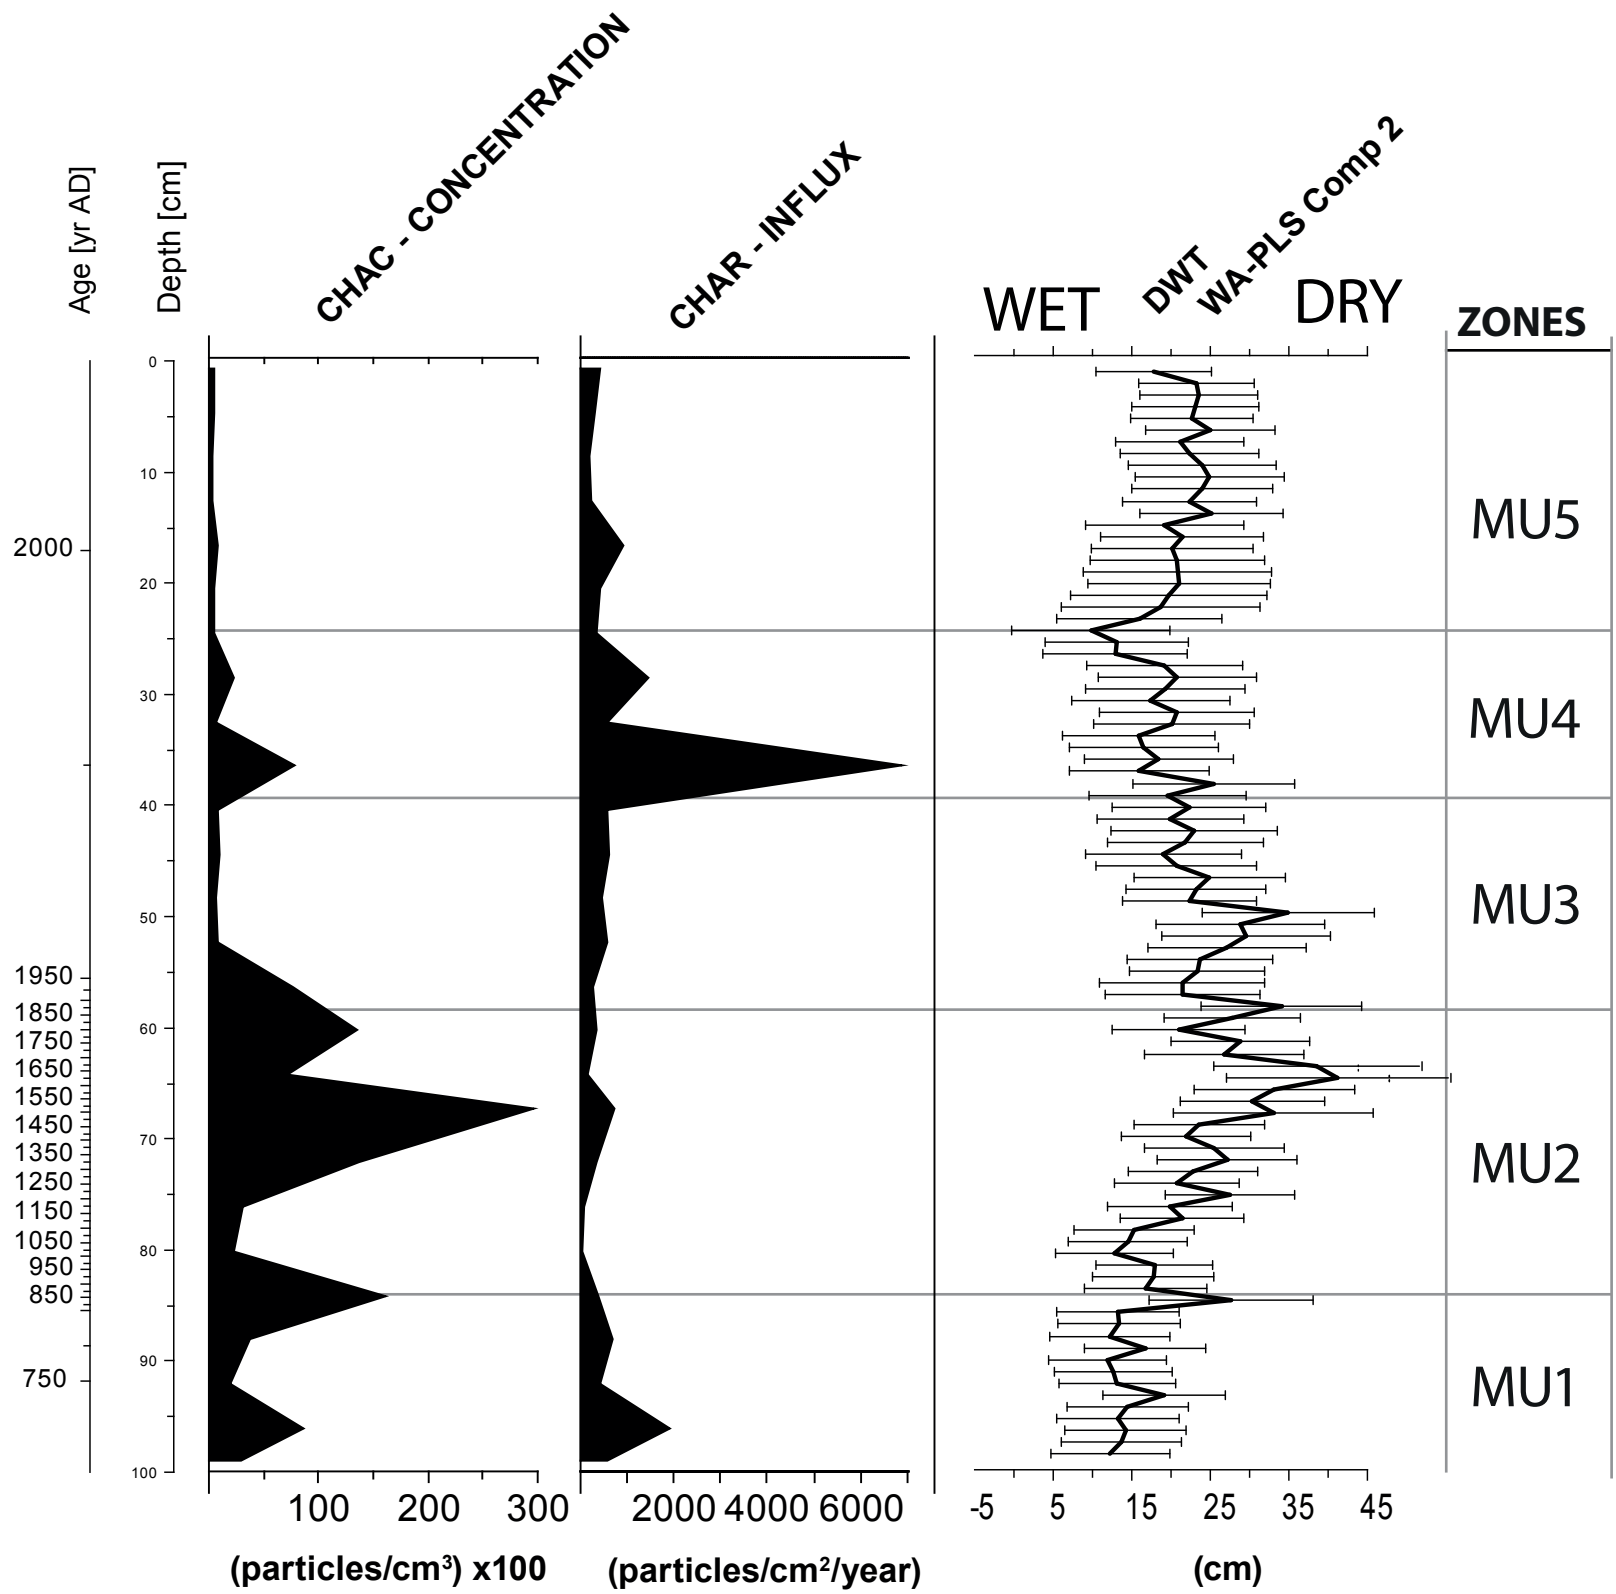 Age [yr AD]
Depth [cm]
CHAC - CONCENTRATION
CHAR - INFLUX
WET
DWT
WA-PLS Comp 2
DRY
ZONES
2000
1950
1850
1750
1650
1550
1450
1350
1250
1150
1050
950
850
750
0
10
20
30
40
50
60
70
80
90
100
MU5
MU4
MU3
MU2
MU1
100 200 300
2000 4000 6000
-5 5 15 25 35 45
(particles/cm³) x100
(particles/cm²/year)
(cm)